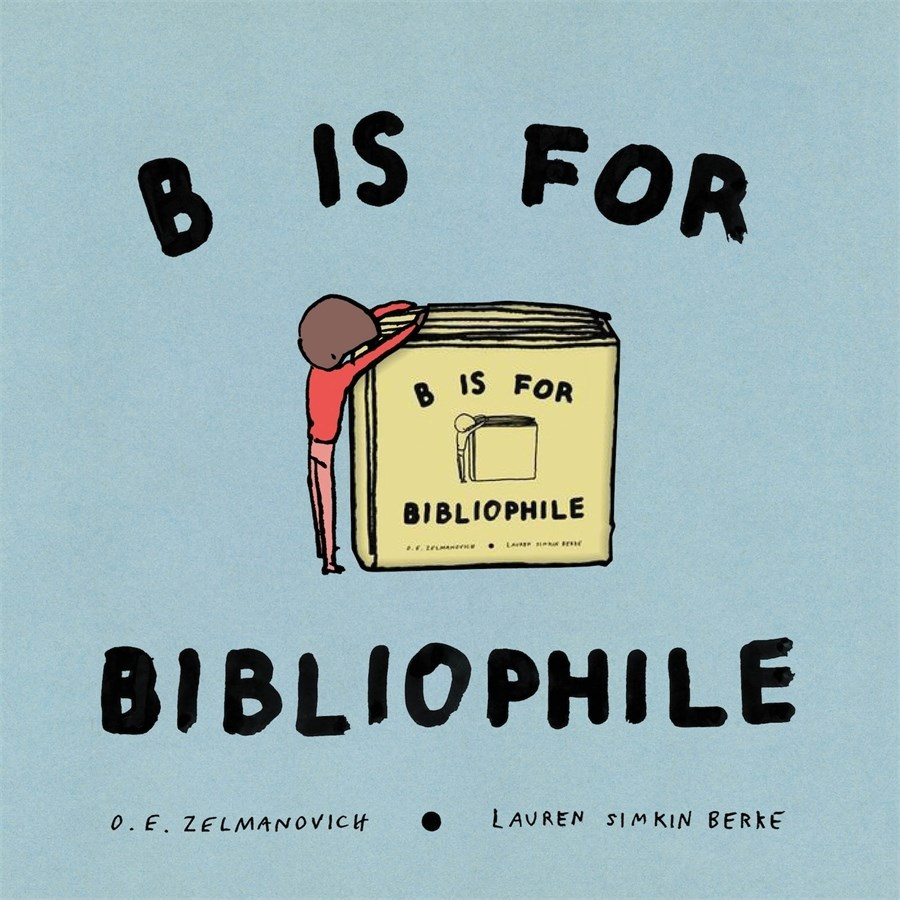 B IS FOR
B IS FOR
BIBLIOPHILE
O. E. ZELMANOVICH ● LAUREN SIMKIN BERKE
BIBLIOPHILE
O. E. ZELMANOVICH ● LAUREN SIMKIN BERKE